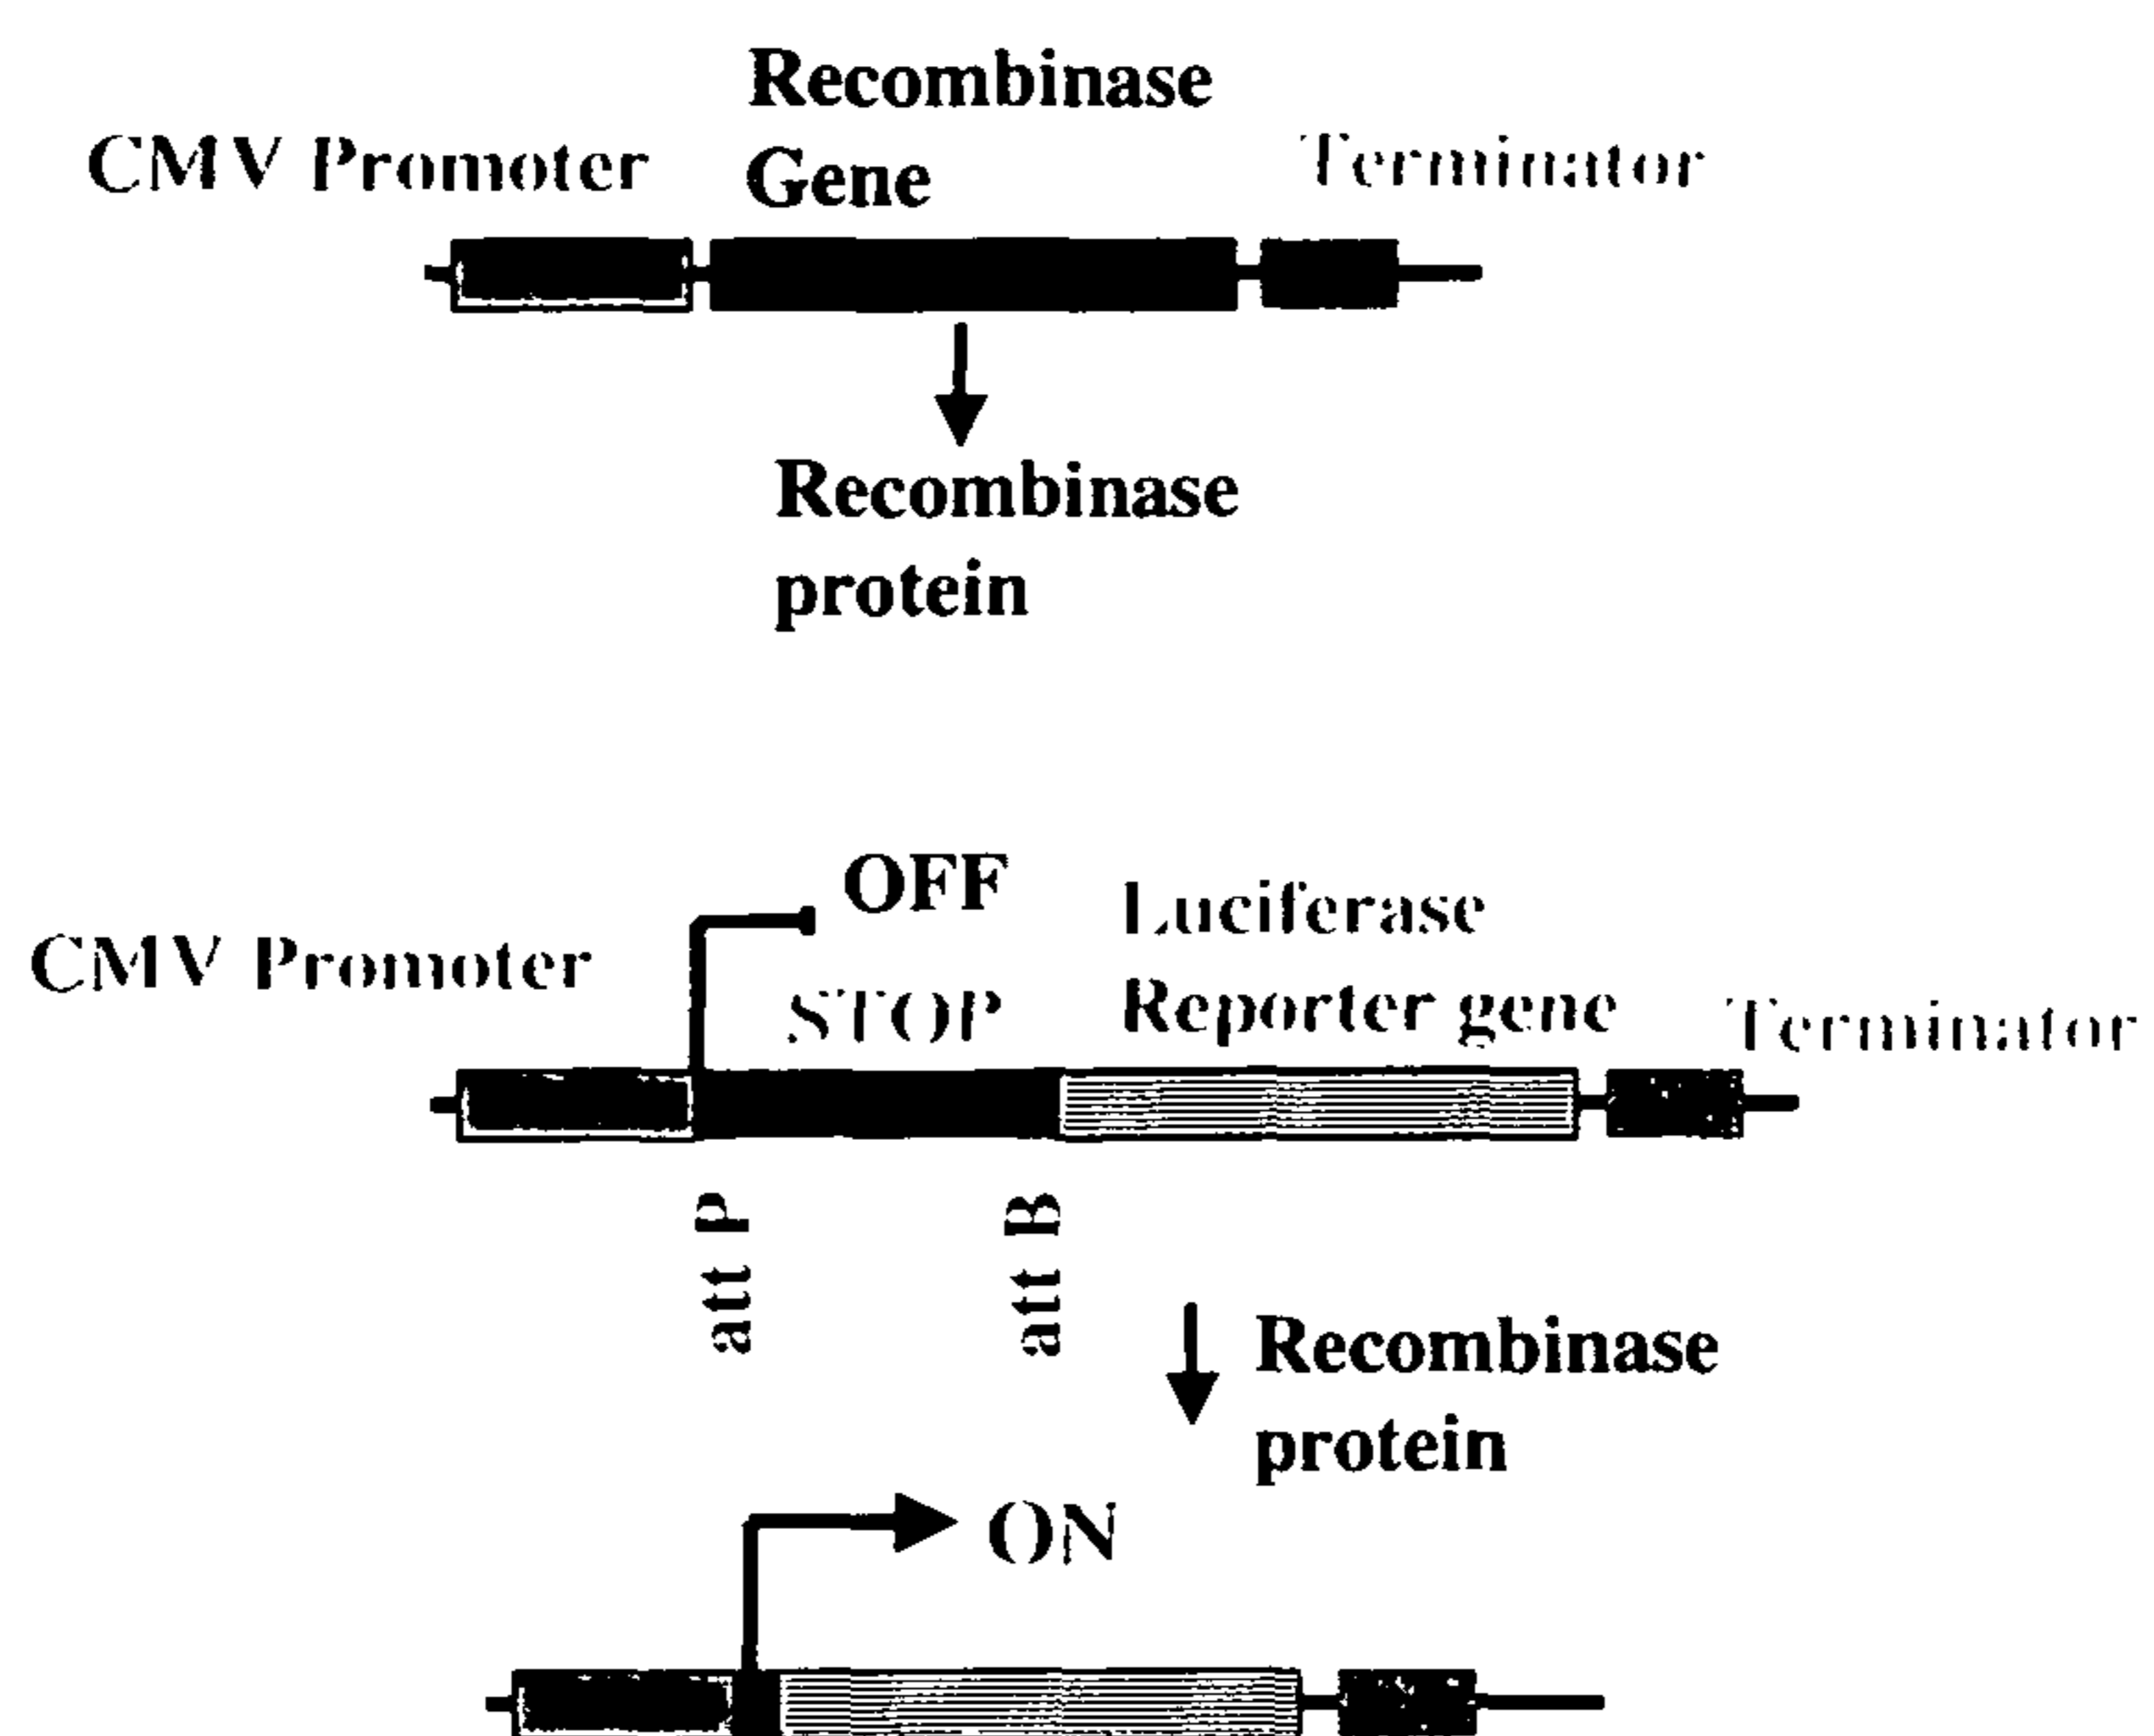 Recombinase
CMV Promoter
Gene
Terminator
Recombinase
protein
OFF
Luciferase
CMV Promoter
STOP
Reporter gene
Terminator
att P
att B
Recombinase
protein
ON